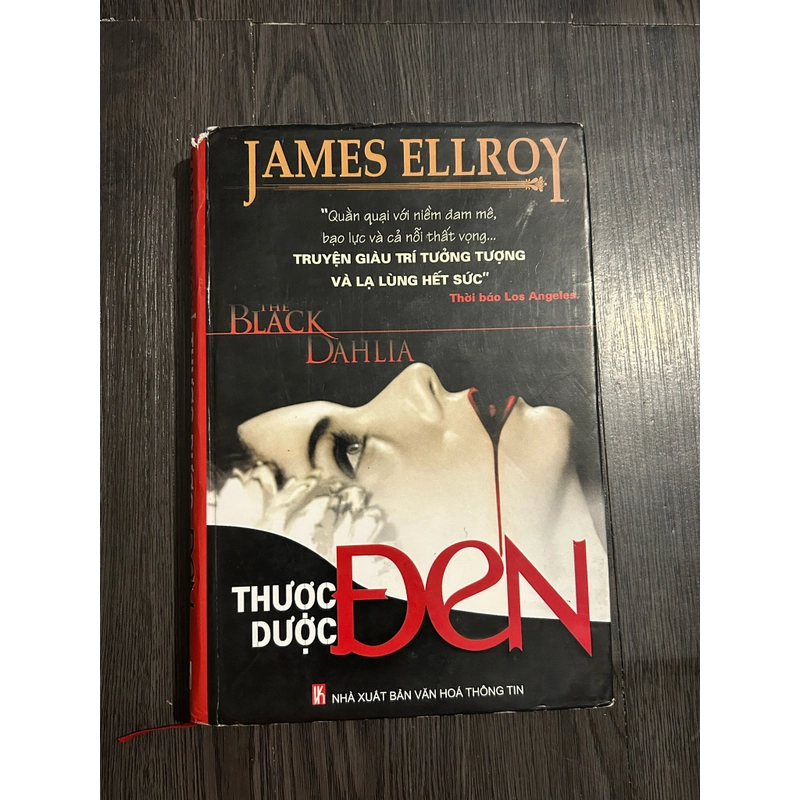 JAMES ELLROY
"Quằn quại với niềm đam mê,
bạo lực và cả nỗi thất vọng...
TRUYỆN GIÀU TRÍ TƯỞNG TƯỢNG
VÀ LẠ LÙNG HẾT SỨC"
Thời báo Los Angeles.
THE
BLACK
DAHLIA
THƯỢC
DƯỢC
ĐEN
NHÀ XUẤT BẢN VĂN HOÁ THÔNG TIN